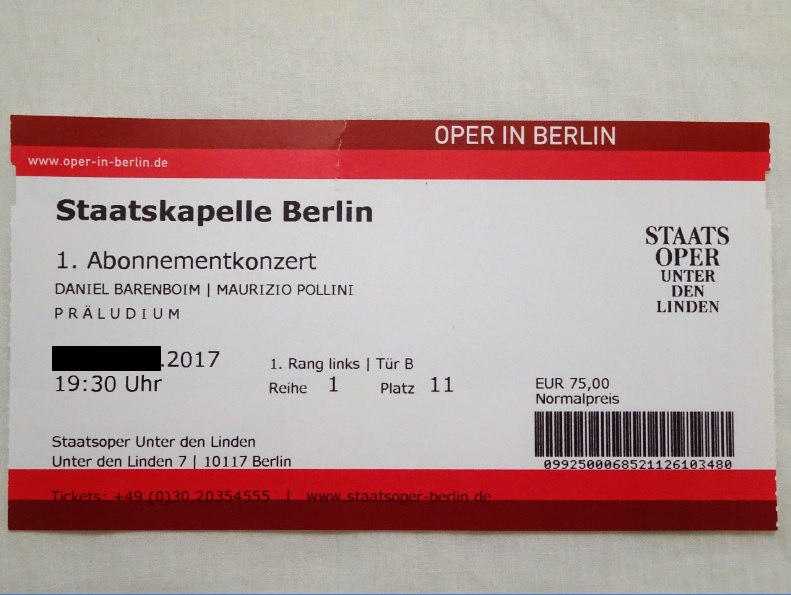 OPER IN BERLIN
www.oper-in-berlin.de
Staatskapelle Berlin
1. Abonnementkonzert
DANIEL BARENBOIM | MAURIZIO POLLINI
PRÄLUDIUM
STAATS
OPER
UNTER
DEN
LINDEN
.2017
19:30 Uhr
1. Rang links | Tür B
Reihe 1 Platz 11
EUR 75,00
Normalpreis
0992500068521126103480
Staatsoper Unter den Linden
Unter den Linden 7 | 10117 Berlin
Tickets: +49 (0)30 20354555 | www.staatsoper-berlin.de